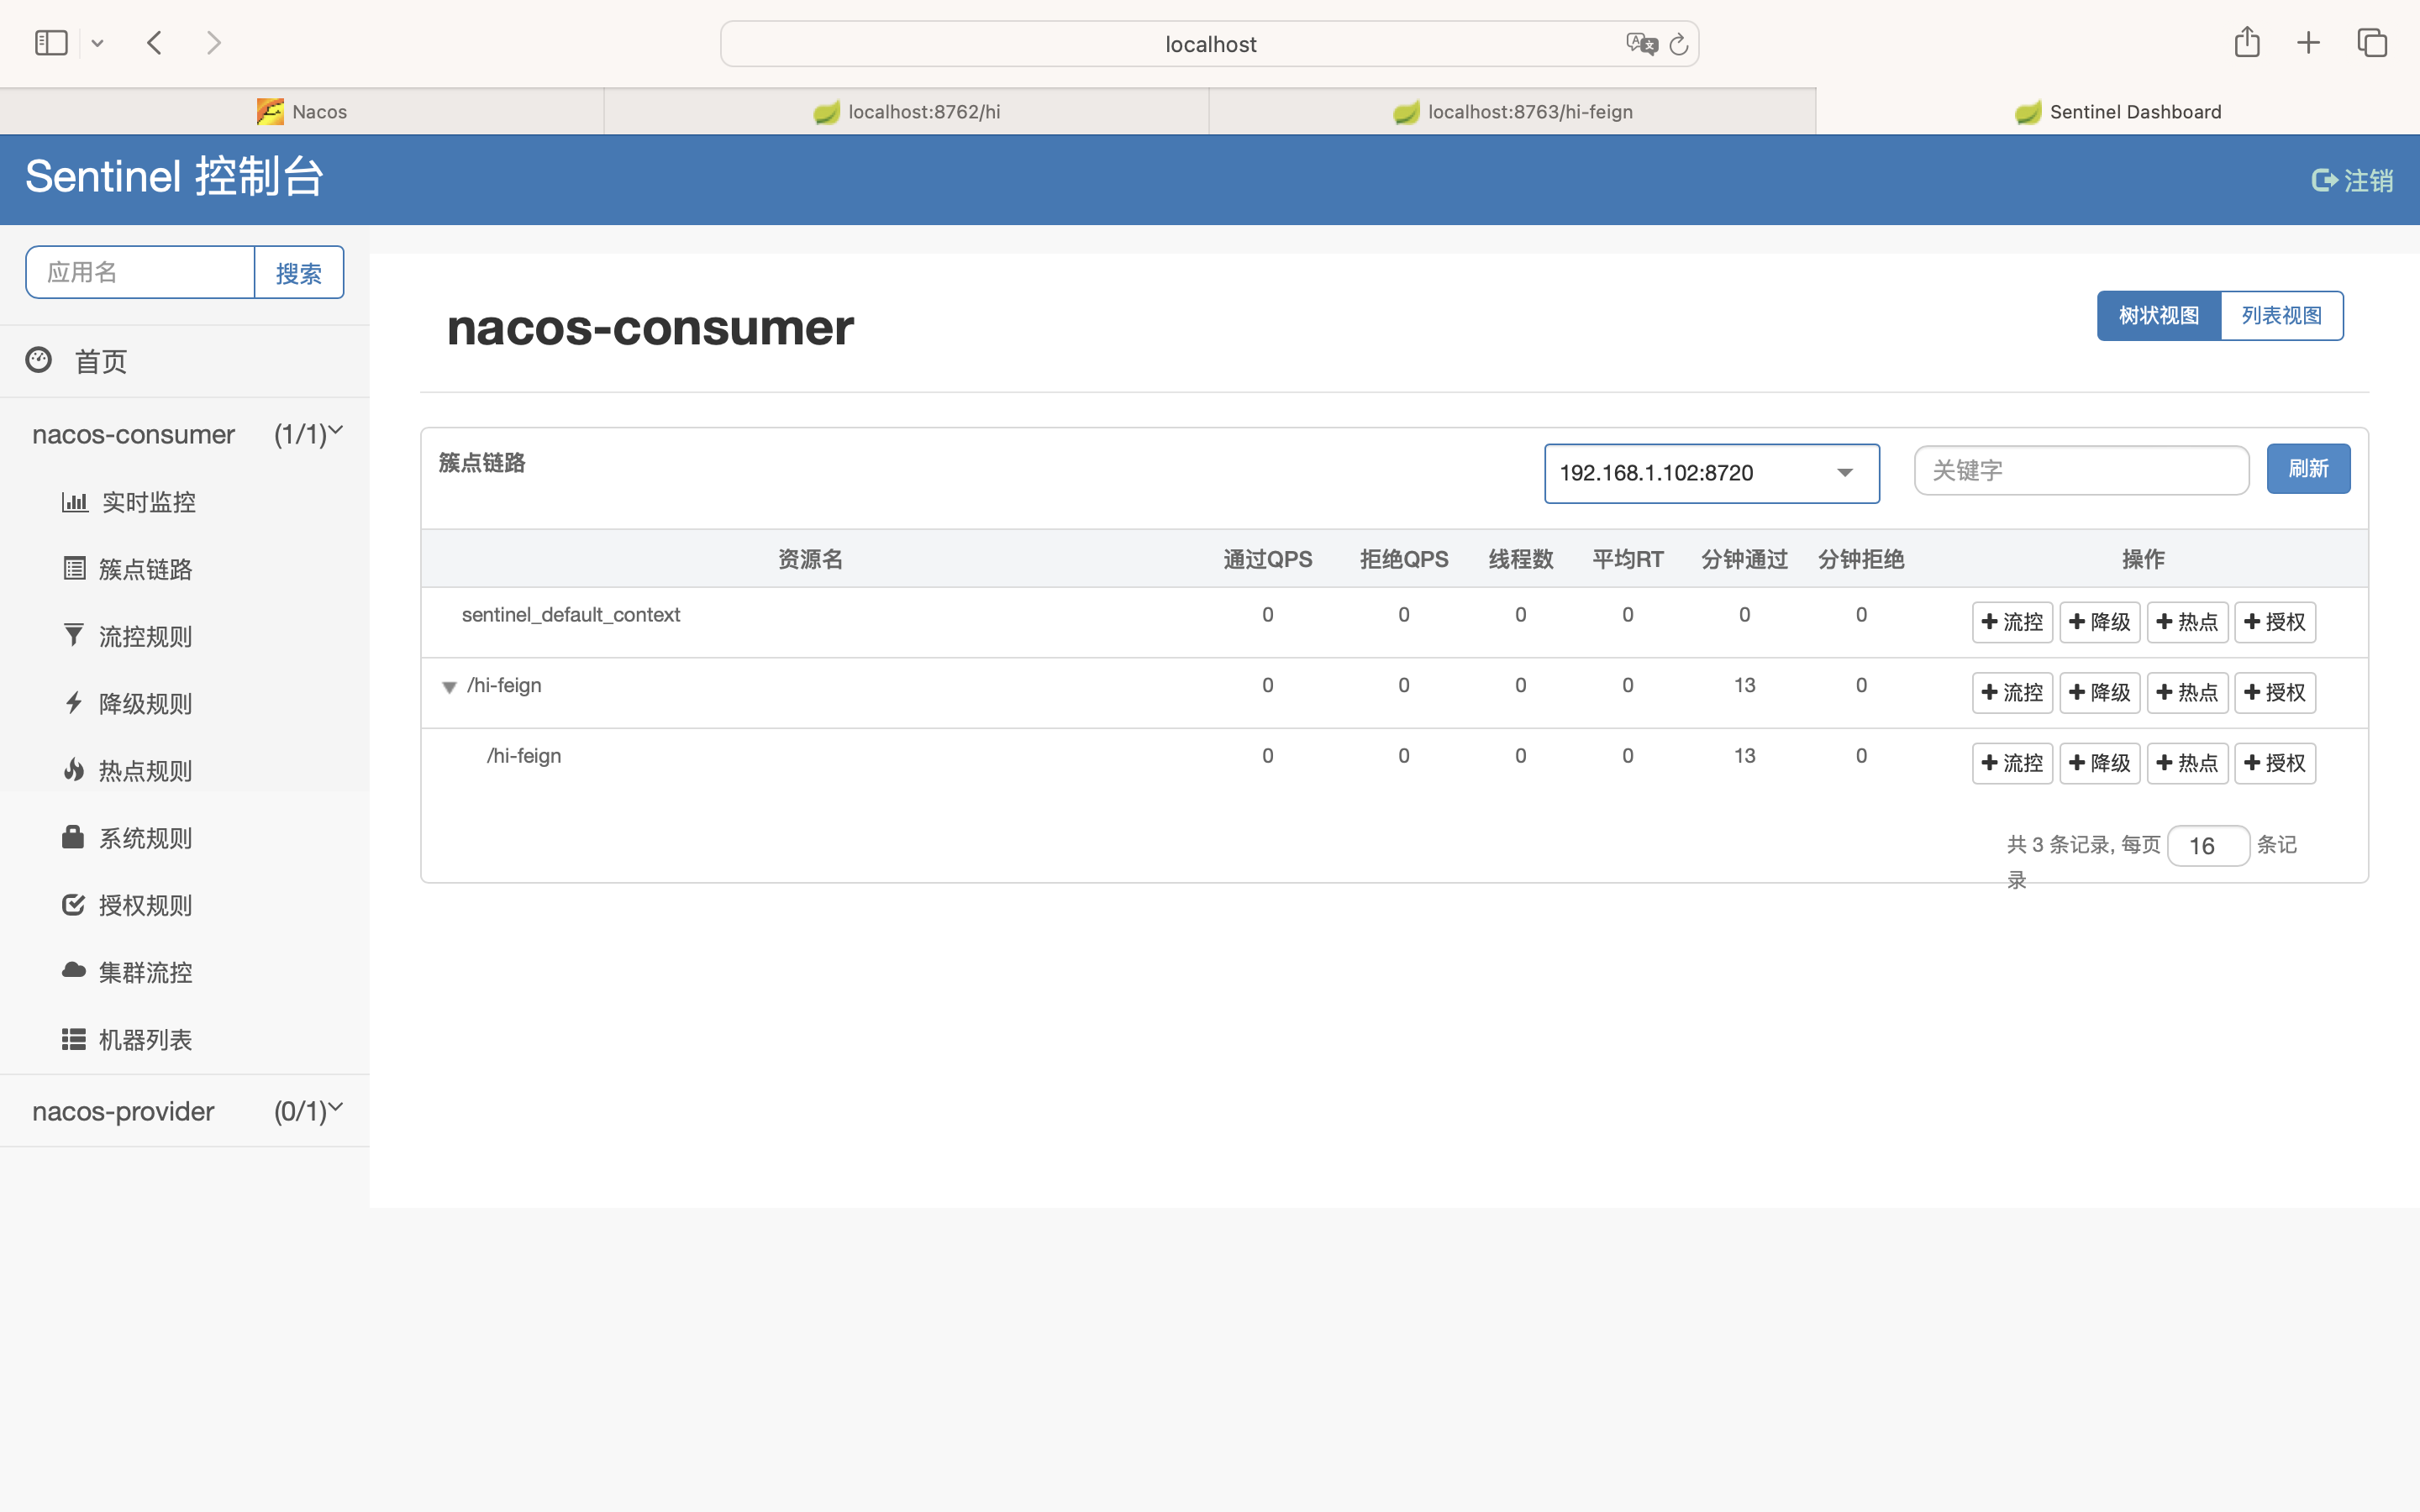 localhost
Nacos
localhost:8762/hi
localhost:8763/hi-feign
Sentinel Dashboard
Sentinel 控制台
注销
应用名
搜索
首页
nacos-consumer (1/1)
实时监控
簇点链路
流控规则
降级规则
热点规则
系统规则
授权规则
集群流控
机器列表
nacos-provider (0/1)
nacos-consumer
树状视图
列表视图
簇点链路
192.168.1.102:8720
关键字
刷新
资源名 通过QPS 拒绝QPS 线程数 平均RT 分钟通过 分钟拒绝 操作
sentinel_default_context 0 0 0 0 0 0 流控 降级 热点 授权
/hi-feign 0 0 0 0 13 0 流控 降级 热点 授权
/hi-feign 0 0 0 0 13 0 流控 降级 热点 授权
共 3 条记录, 每页 16 条记
录